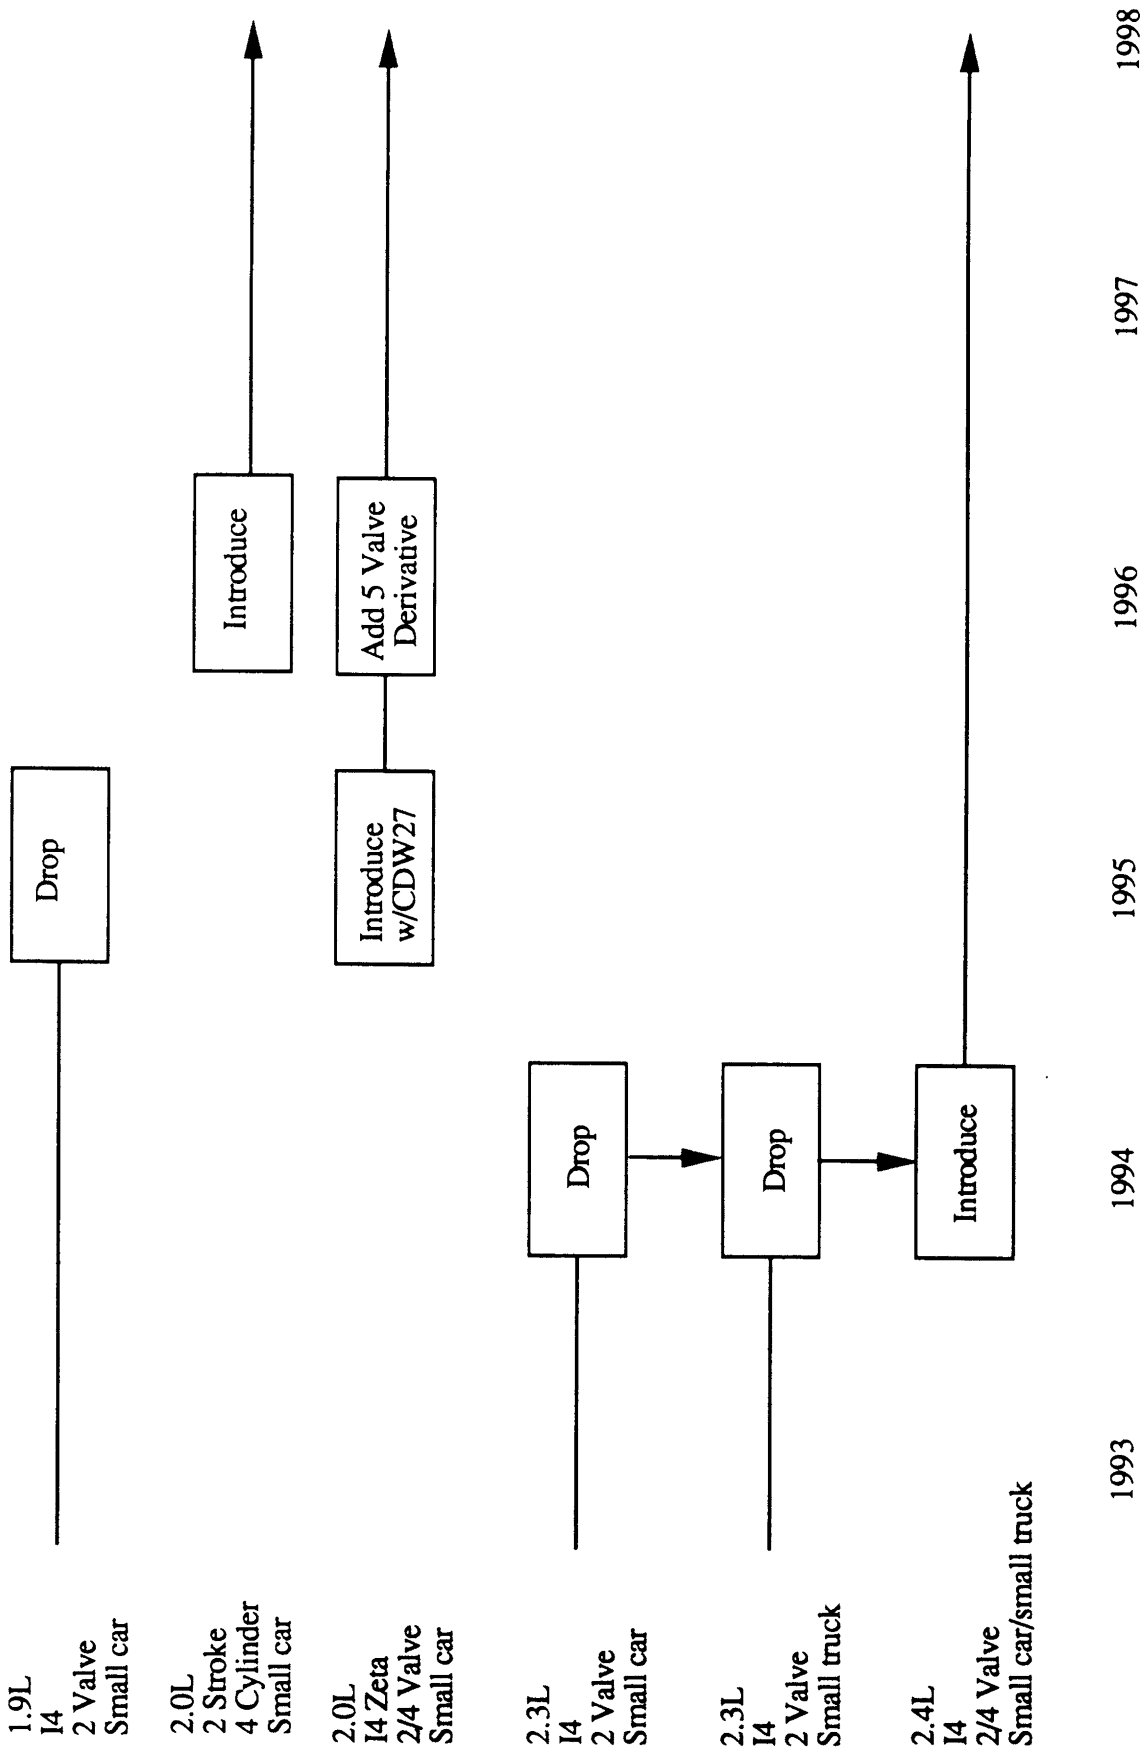 1.9L
I4
2 Valve
Small car
Drop
2.0L
2 Stroke
4 Cylinder
Small car
Introduce
2.0L
I4 Zeta
2/4 Valve
Small car
Introduce
w/CDW27
Add 5 Valve
Derivative
2.3L
I4
2 Valve
Small car
Drop
2.3L
I4
2 Valve
Small truck
Drop
2.4L
I4
2/4 Valve
Small car/small truck
Introduce
1993
1994
1995
1996
1997
1998